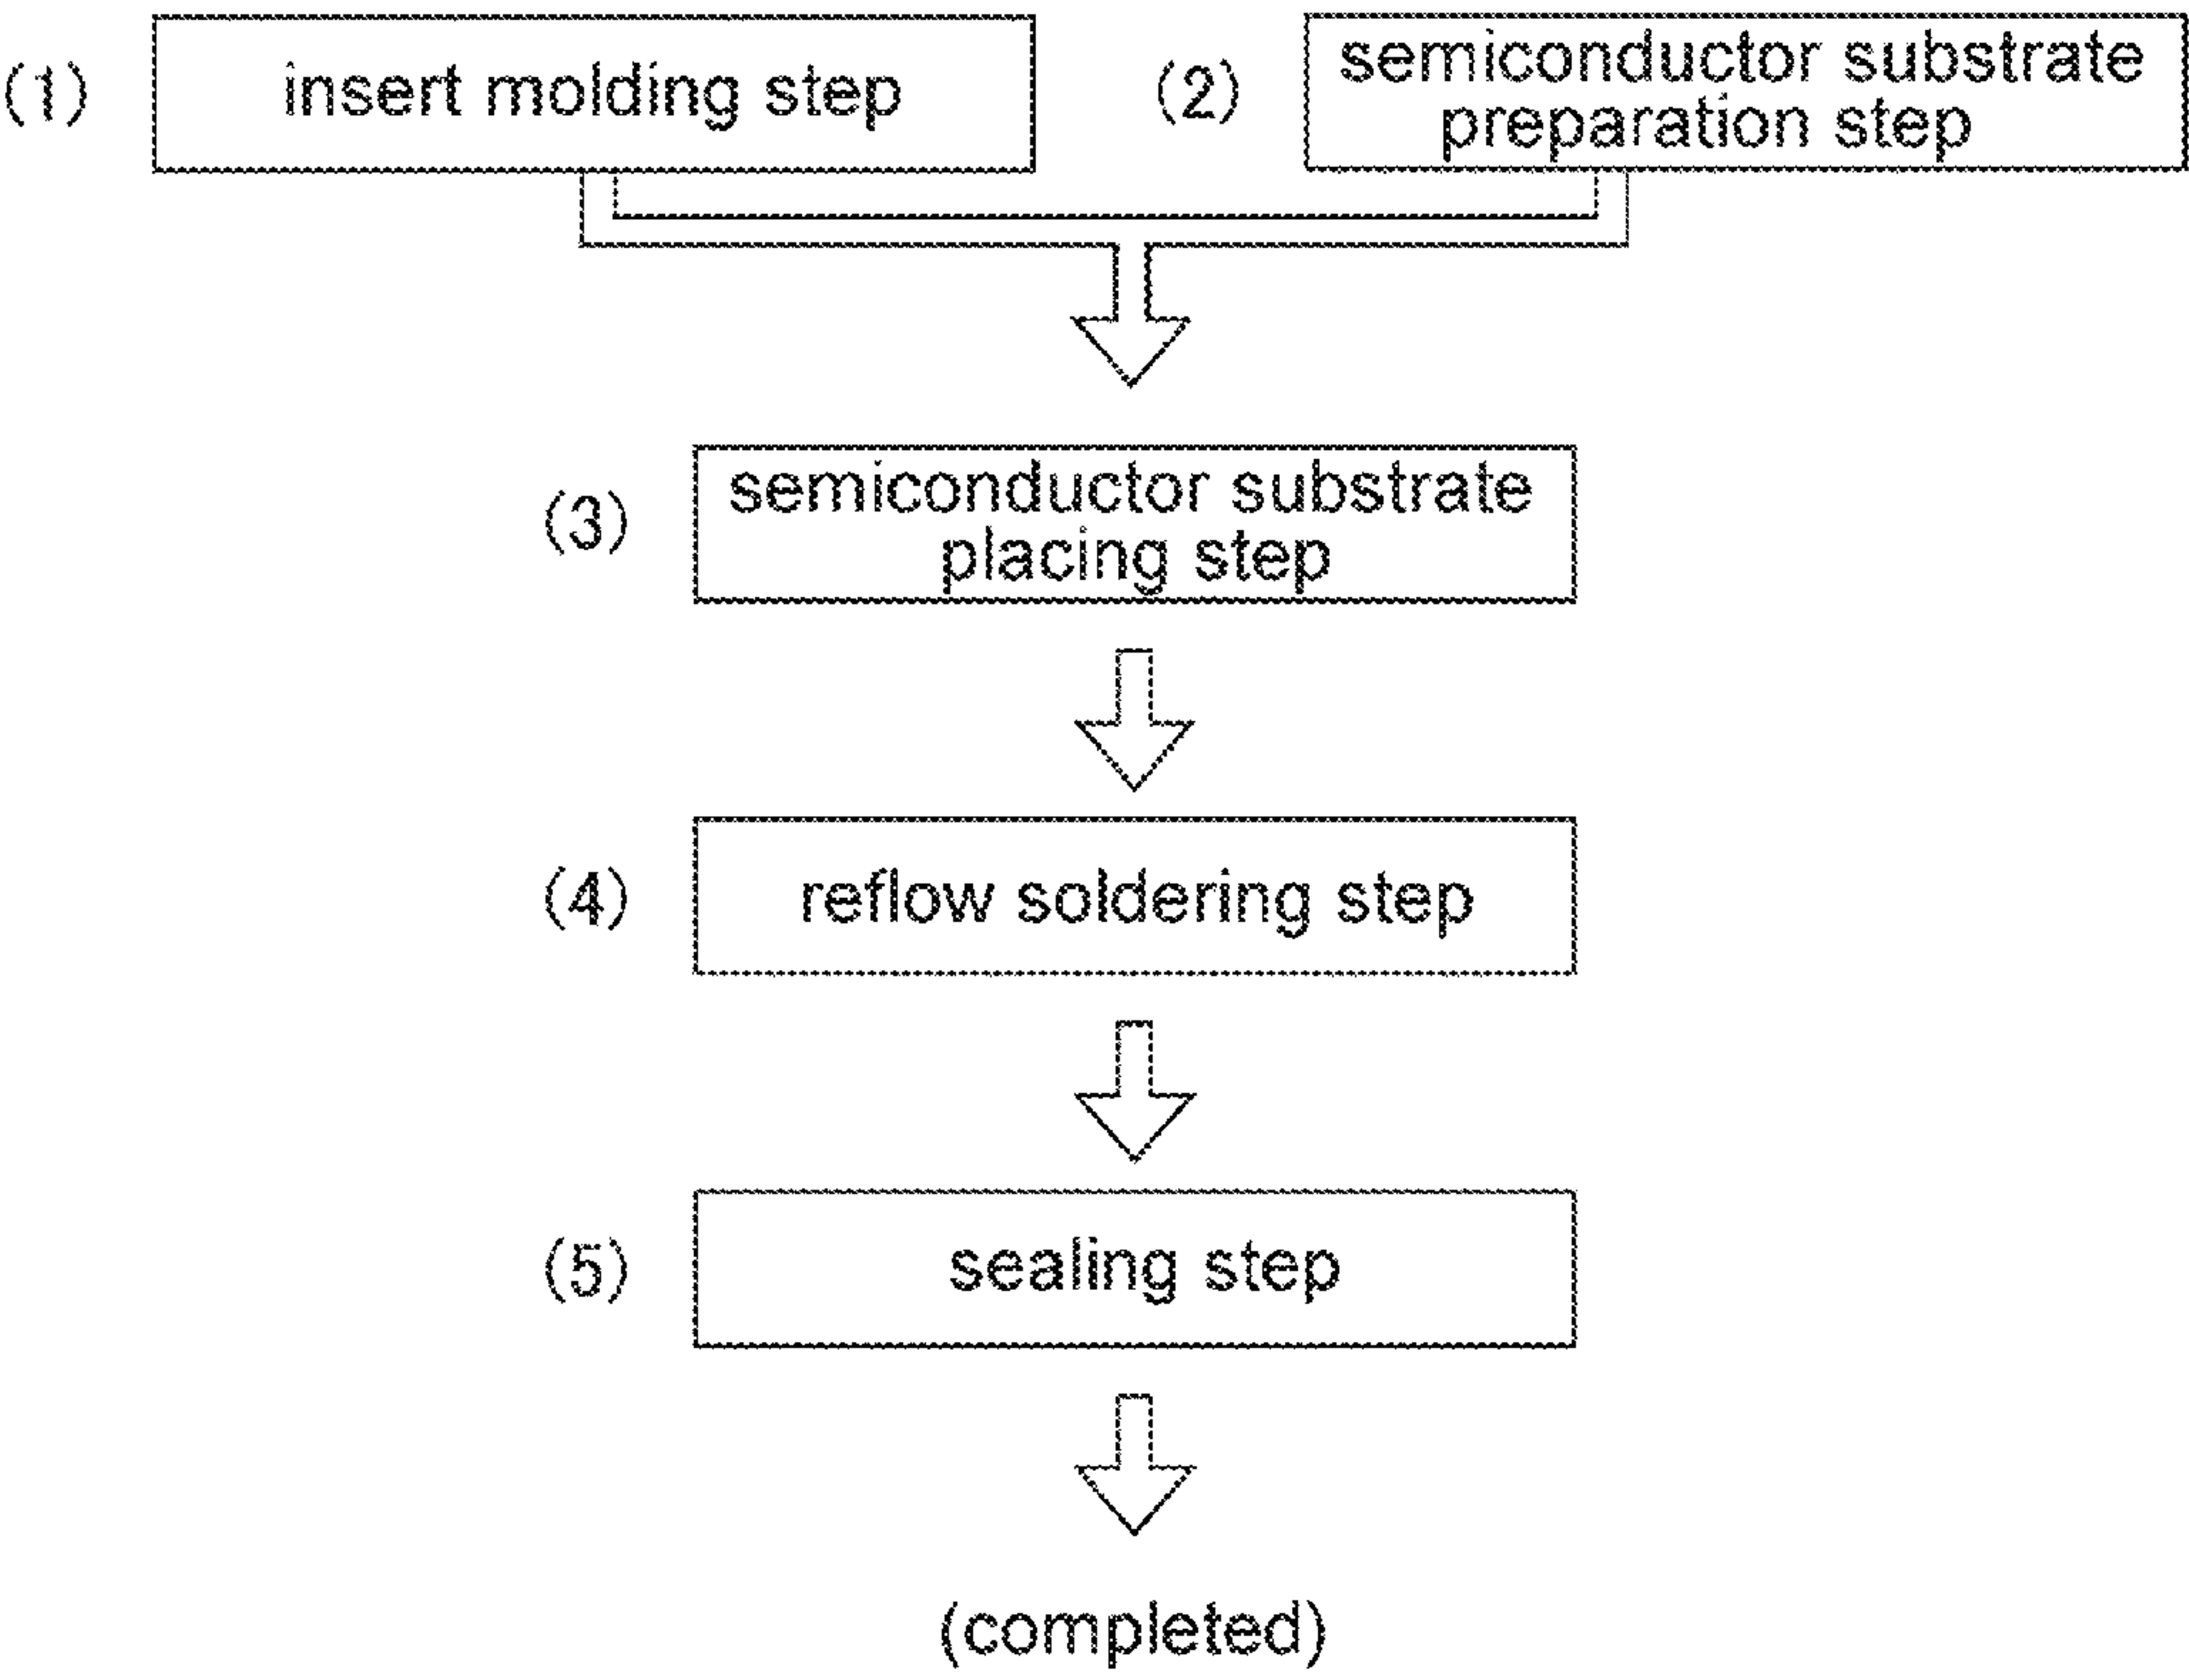 (1) insert molding step
(2) semiconductor substrate
preparation step
(3) semiconductor substrate
placing step
(4) reflow soldering step
(5) sealing step
(completed)